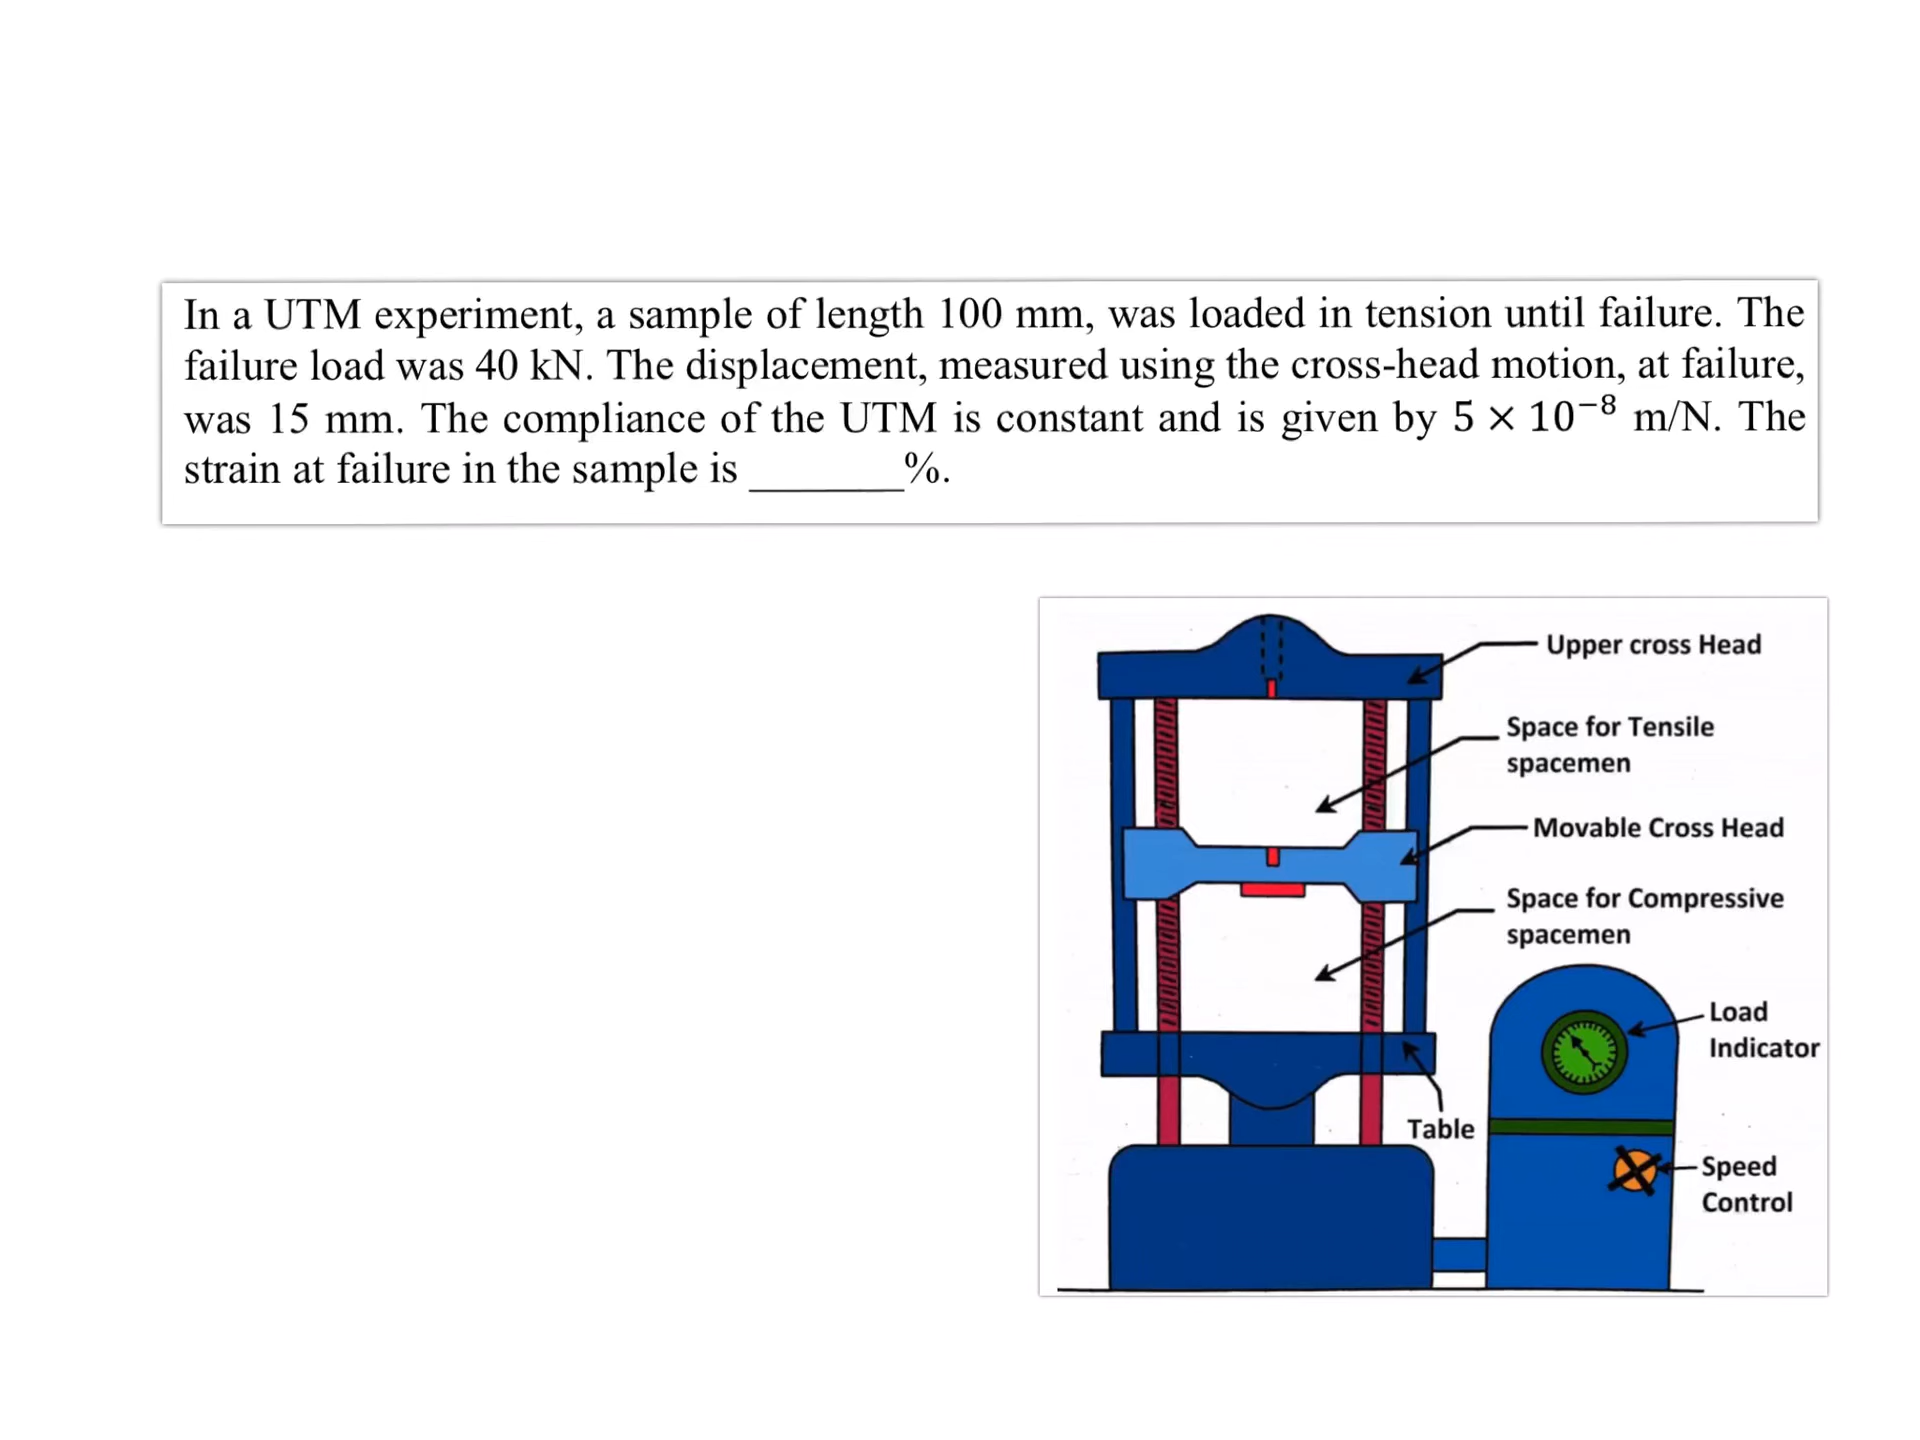 In a UTM experiment, a sample of length 100 mm, was loaded in tension until failure. The
failure load was 40 kN. The displacement, measured using the cross-head motion, at failure,
was 15 mm. The compliance of the UTM is constant and is given by 5 × 10⁻⁸ m/N. The
strain at failure in the sample is ________%.
Upper cross Head
Space for Tensile
spacemen
Movable Cross Head
Space for Compressive
spacemen
Load
Indicator
Table
Speed
Control